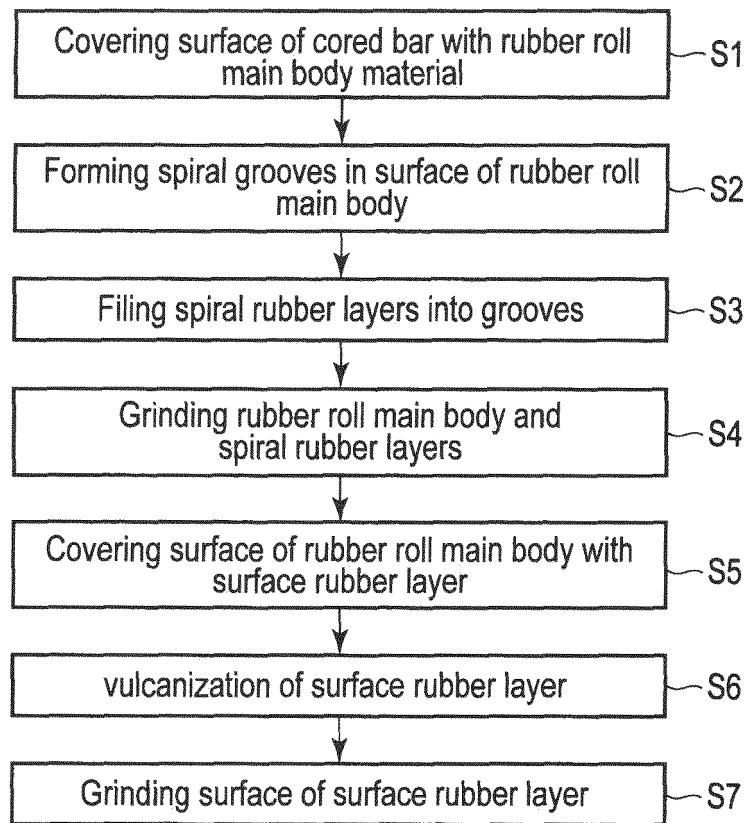 Covering surface of cored bar with rubber roll
main body material
S1
Forming spiral grooves in surface of rubber roll
main body
S2
Filing spiral rubber layers into grooves
S3
Grinding rubber roll main body and
spiral rubber layers
S4
Covering surface of rubber roll main body with
surface rubber layer
S5
vulcanization of surface rubber layer
S6
Grinding surface of surface rubber layer
S7